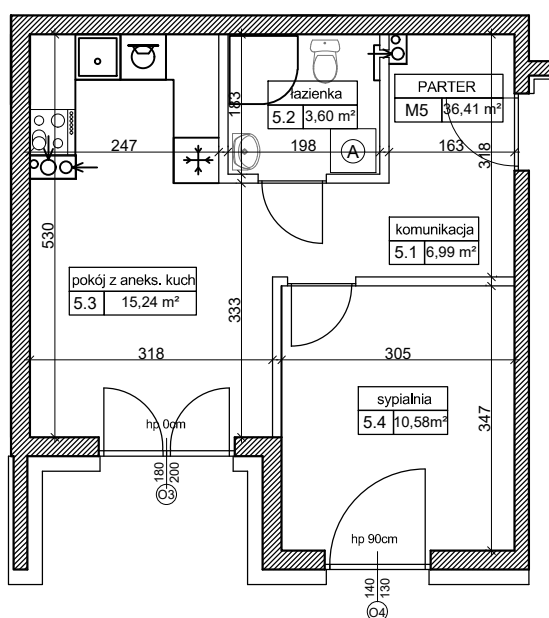 PARTER
M5 36,41 m²
łazienka
5.2 3,60 m²
183
247
198
A
163
318
530
komunikacja
5.1 6,99 m²
pokój z aneks. kuch
5.3 15,24 m²
333
318
305
sypialnia
5.4 10,58m²
347
hp 0cm
180
200
O3
hp 90cm
140
130
O4